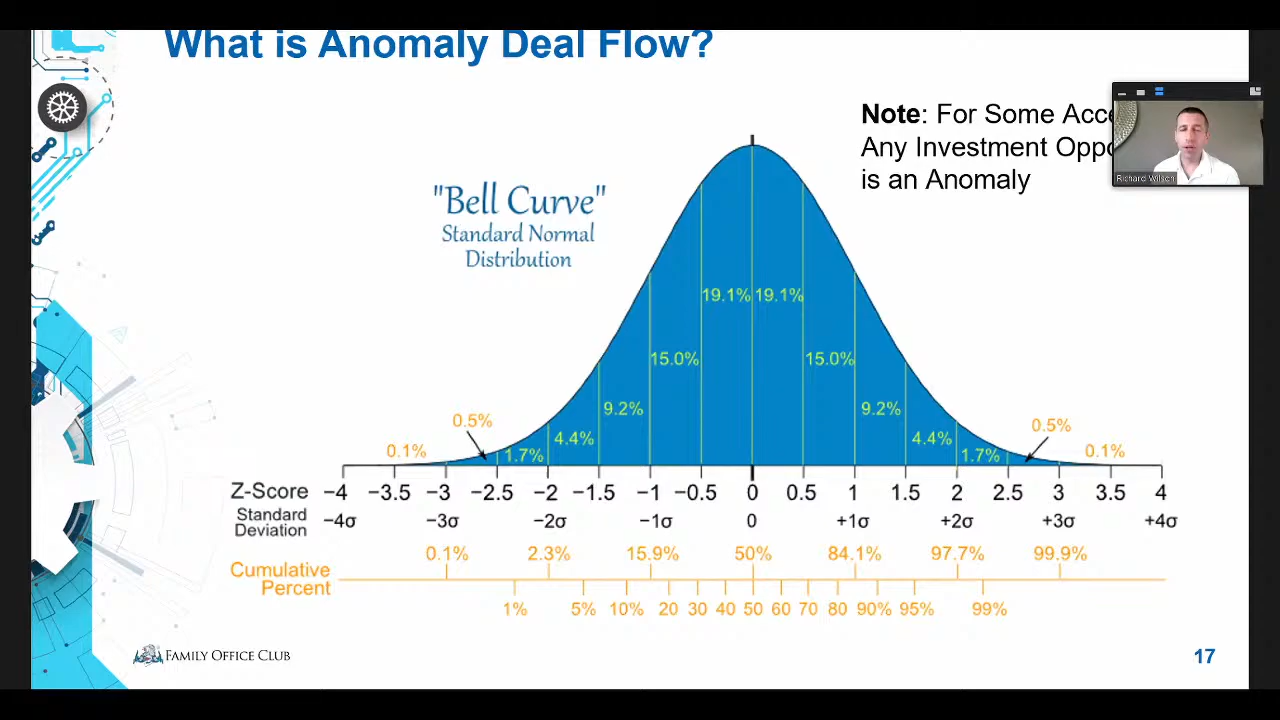 What is Anomaly Deal Flow?
Note: For Some Acce
Any Investment Oppo
is an Anomaly
Richard Wilson
"Bell Curve"
Standard Normal
Distribution
19.1% 19.1%
15.0% 15.0%
9.2% 9.2%
0.5% 0.5%
4.4% 4.4%
0.1% 1.7% 1.7% 0.1%
Z-Score −4 −3.5 −3 −2.5 −2 −1.5 −1 −0.5 0 0.5 1 1.5 2 2.5 3 3.5 4
Standard
Deviation
−4σ −3σ −2σ −1σ 0 +1σ +2σ +3σ +4σ
0.1% 2.3% 15.9% 50% 84.1% 97.7% 99.9%
Cumulative
Percent
1% 5% 10% 20 30 40 50 60 70 80 90% 95% 99%
FAMILY OFFICE CLUB
17